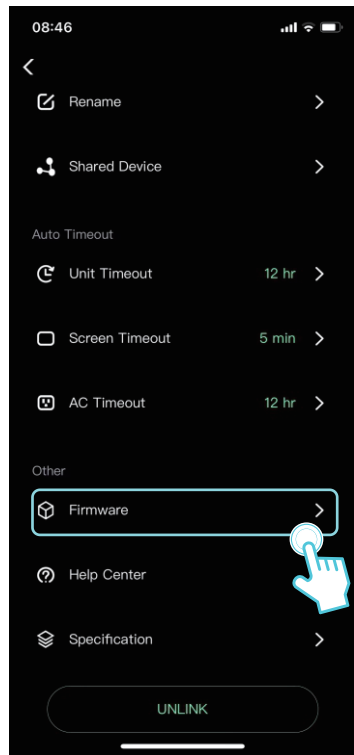 08:46
Rename
Shared Device
Auto Timeout
Unit Timeout 12 hr
Screen Timeout 5 min
AC Timeout 12 hr
Other
Firmware
Help Center
Specification
UNLINK